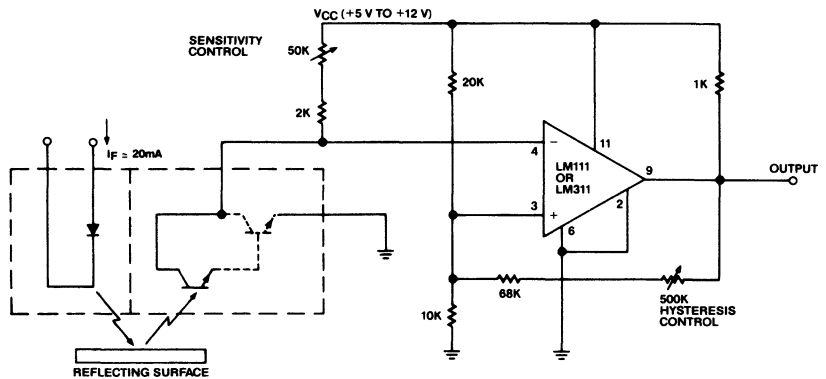 VCC (+5 V TO +12 V)
SENSITIVITY
CONTROL
50K
20K
1K
2K
IF ≅ 20mA
4
−
11
LM111
OR
LM311
9
OUTPUT
2
3
+
6
68K
500K
HYSTERESIS
CONTROL
10K
REFLECTING SURFACE